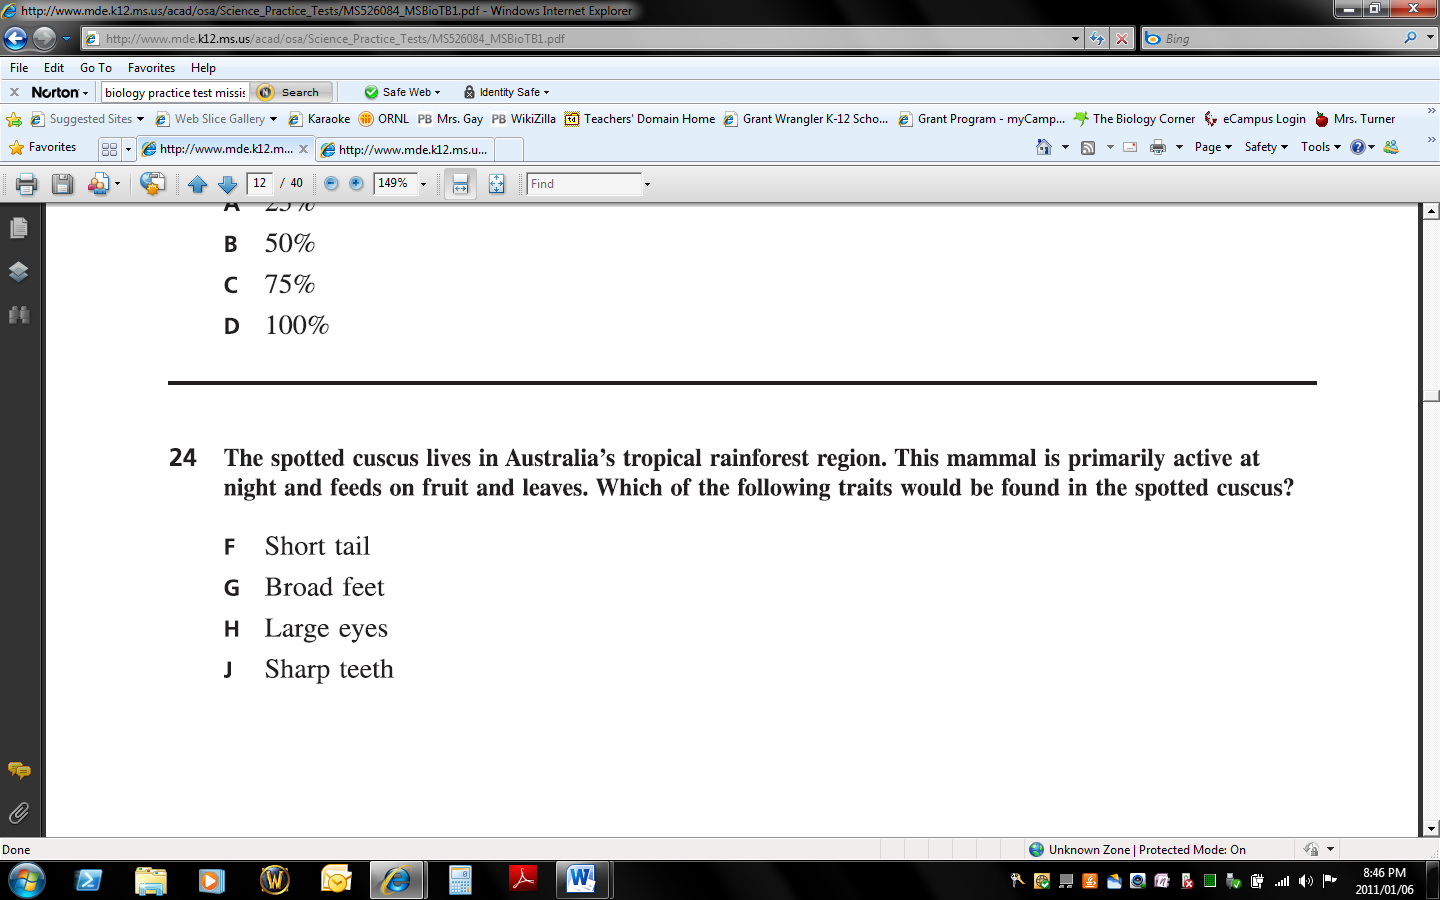 http://www.mde.k12.ms.us/acad/osa/Science_Practice_Tests/MS526084_MSBioTB1.pdf - Windows Internet Explorer
http://www.mde.k12.ms.us/acad/osa/Science_Practice_Tests/MS526084_MSBioTB1.pdf
Bing
File Edit Go To Favorites Help
x Norton biology practice test missis Search Safe Web Identity Safe
Suggested Sites Web Slice Gallery Karaoke ORNL PB Mrs. Gay PB WikiZilla td Teachers' Domain Home Grant Wrangler K-12 Scho... Grant Program - myCamp... The Biology Corner eCampus Login Mrs. Turner
Favorites http://www.mde.k12.m... x http://www.mde.k12.ms.u... Page Safety Tools
12 / 40 149% Find
A 25%
B 50%
C 75%
D 100%
24 The spotted cuscus lives in Australia's tropical rainforest region. This mammal is primarily active at
night and feeds on fruit and leaves. Which of the following traits would be found in the spotted cuscus?
F Short tail
G Broad feet
H Large eyes
J Sharp teeth
Done Unknown Zone | Protected Mode: On
8:46 PM
2011/01/06